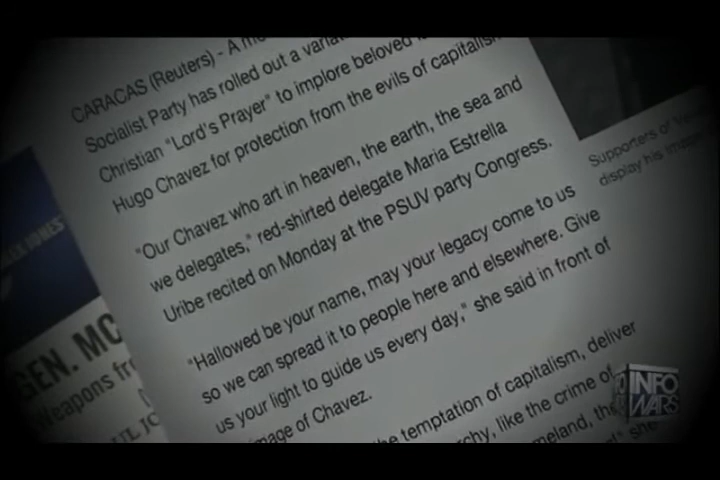 CARACAS (Reuters) - A
Socialist Party has rolled out a
Christian "Lord's Prayer" to implore beloved
Hugo Chavez for protection from the evils of capitalism
"Our Chavez who art in heaven, the earth, the sea and
we delegates," red-shirted delegate Maria Estrella
Uribe recited on Monday at the PSUV party Congress.
"Hallowed be your name, may your legacy come to us
so we can spread it to people here and elsewhere. Give
us your light to guide us every day," she said in front of
image of Chavez.
the temptation of capitalism, deliver
like the crime of
Supporters of
display his image
GEN.
Weapons
INFO
WARS